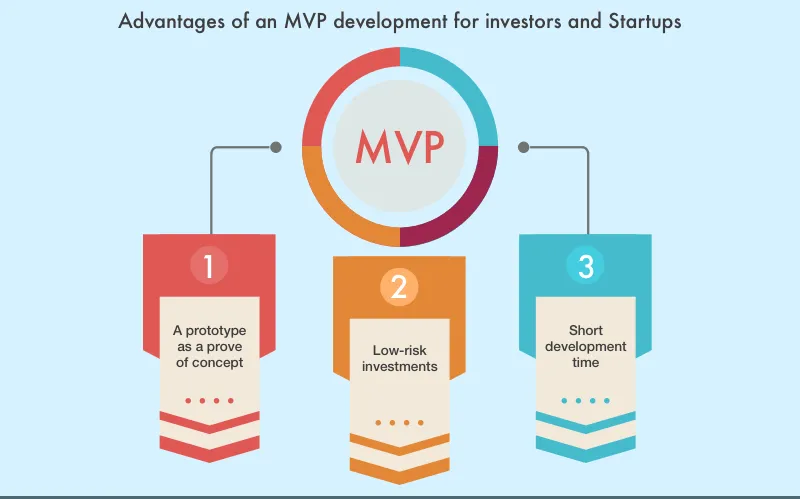 Advantages of an MVP development for investors and Startups
MVP
1
A prototype
as a prove
of concept
2
Low-risk
investments
3
Short
development
time